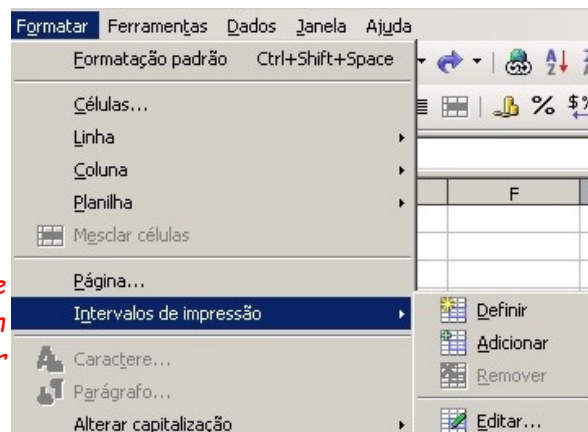 Formatar Ferramentas Dados Janela Ajuda
Formatação padrão Ctrl+Shift+Space
Células...
Linha
Coluna
Planilha
F
Mesclar células
Página...
Intervalos de impressão
Definir
Adicionar
Caractere...
Remover
Parágrafo...
Alterar capitalização
Editar...